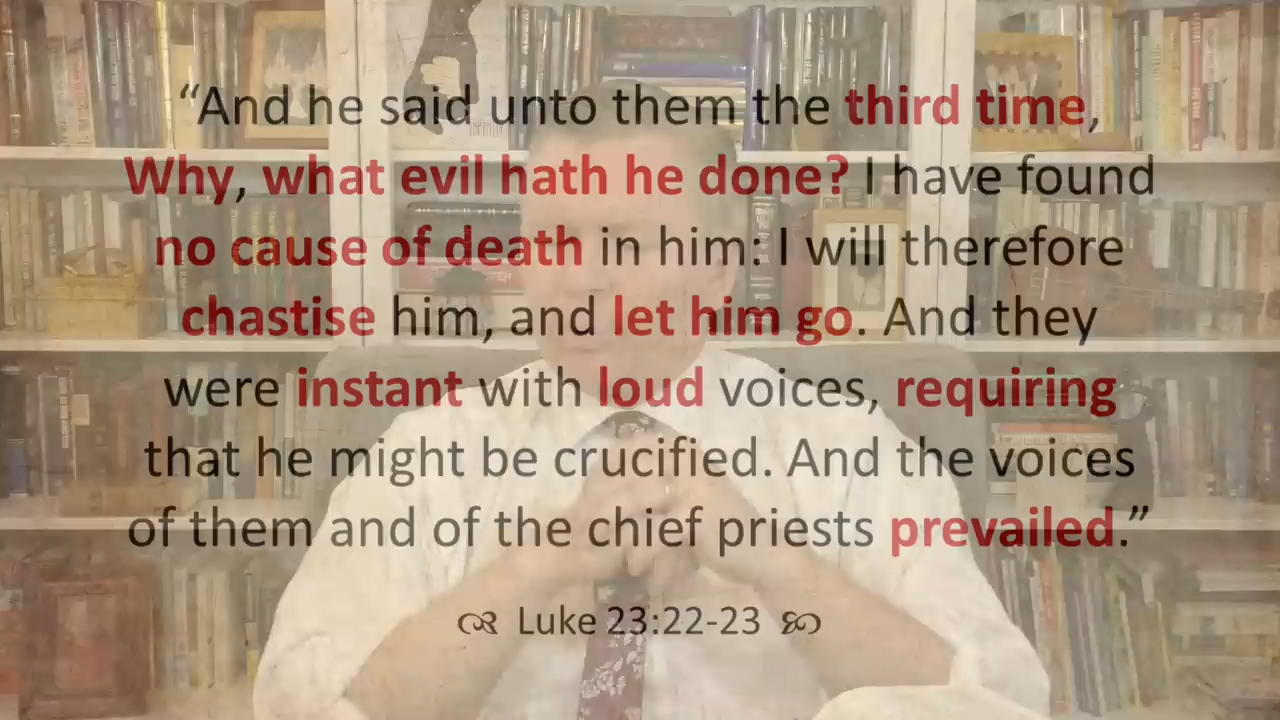 “And he said unto them the third time,
Why, what evil hath he done? I have found
no cause of death in him: I will therefore
chastise him, and let him go. And they
were instant with loud voices, requiring
that he might be crucified. And the voices
of them and of the chief priests prevailed.”
Luke 23:22-23